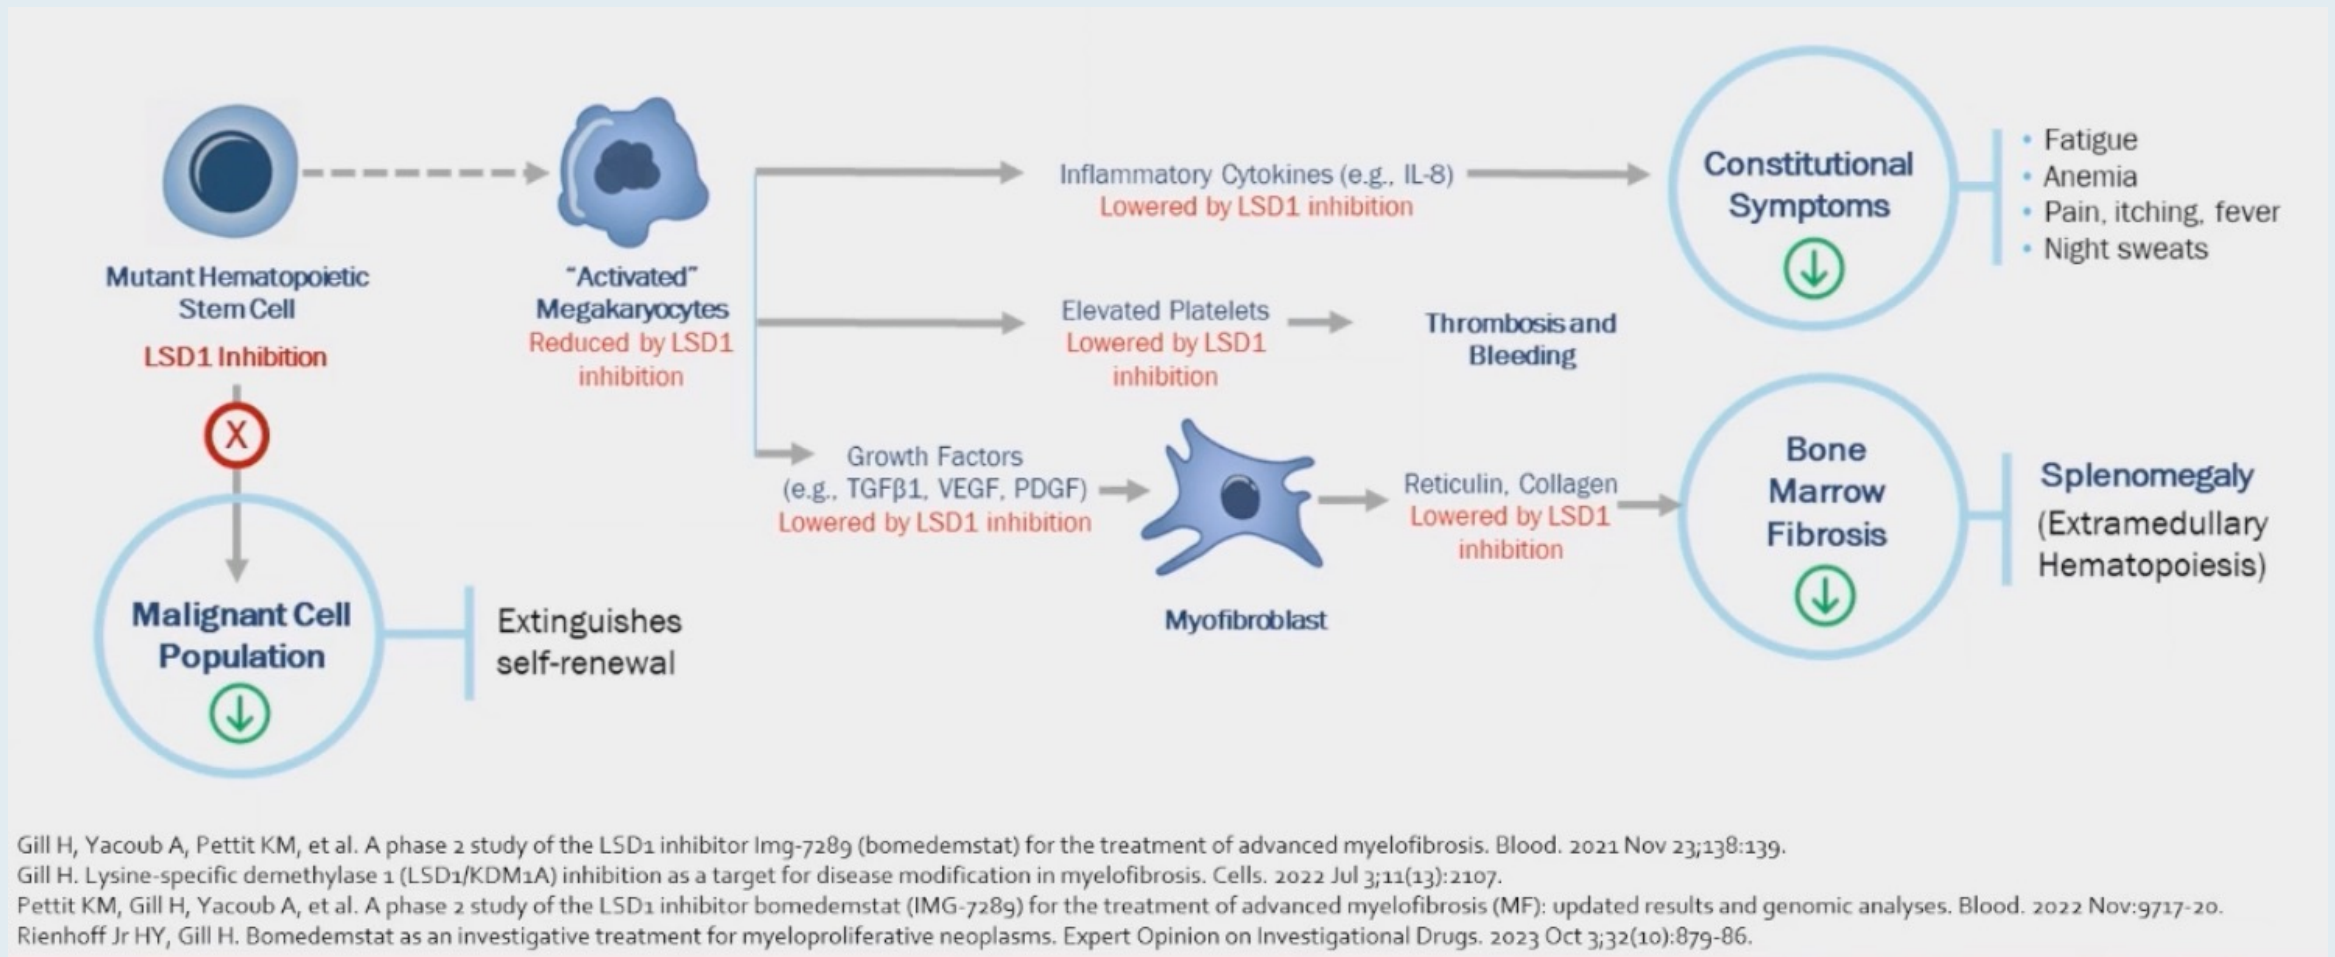 Mutant Hematopoietic
Stem Cell
LSD1 Inhibition
X
Malignant Cell
Population
Extinguishes
self-renewal
"Activated"
Megakaryocytes
Reduced by LSD1
inhibition
Inflammatory Cytokines (e.g., IL-8)
Lowered by LSD1 inhibition
Constitutional
Symptoms
• Fatigue
• Anemia
• Pain, itching, fever
• Night sweats
Elevated Platelets
Lowered by LSD1
inhibition
Thrombosis and
Bleeding
Growth Factors
(e.g., TGFβ1, VEGF, PDGF)
Lowered by LSD1 inhibition
Myofibroblast
Reticulin, Collagen
Lowered by LSD1
inhibition
Bone
Marrow
Fibrosis
Splenomegaly
(Extramedullary
Hematopoiesis)
Gill H, Yacoub A, Pettit KM, et al. A phase 2 study of the LSD1 inhibitor Img-7289 (bomedemstat) for the treatment of advanced myelofibrosis. Blood. 2021 Nov 23;138:139.
Gill H. Lysine-specific demethylase 1 (LSD1/KDM1A) inhibition as a target for disease modification in myelofibrosis. Cells. 2022 Jul 3;11(13):2107.
Pettit KM, Gill H, Yacoub A, et al. A phase 2 study of the LSD1 inhibitor bomedemstat (IMG-7289) for the treatment of advanced myelofibrosis (MF): updated results and genomic analyses. Blood. 2022 Nov:9717-20.
Rienhoff Jr HY, Gill H. Bomedemstat as an investigative treatment for myeloproliferative neoplasms. Expert Opinion on Investigational Drugs. 2023 Oct 3;32(10):879-86.